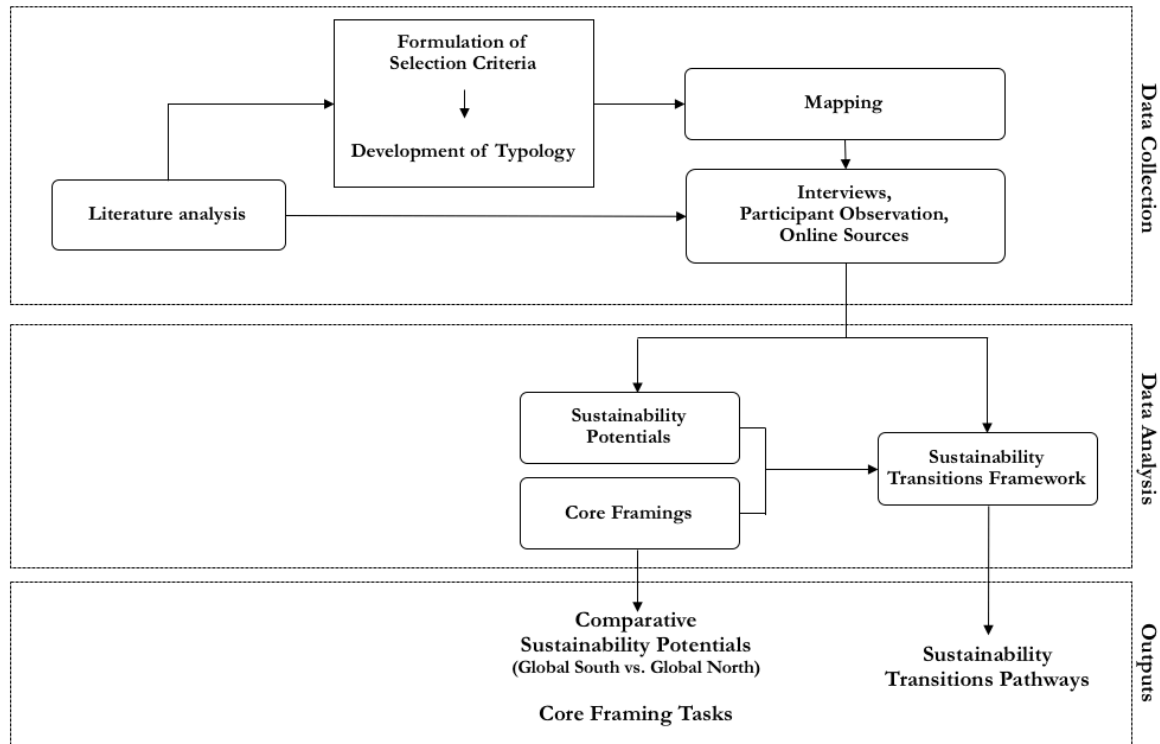 Formulation of
Selection Criteria
Development of Typology
Mapping
Literature analysis
Interviews,
Participant Observation,
Online Sources
Data Collection
Sustainability
Potentials
Core Framings
Sustainability
Transitions Framework
Data Analysis
Comparative
Sustainability Potentials
(Global South vs. Global North)
Core Framing Tasks
Sustainability
Transitions Pathways
Outputs